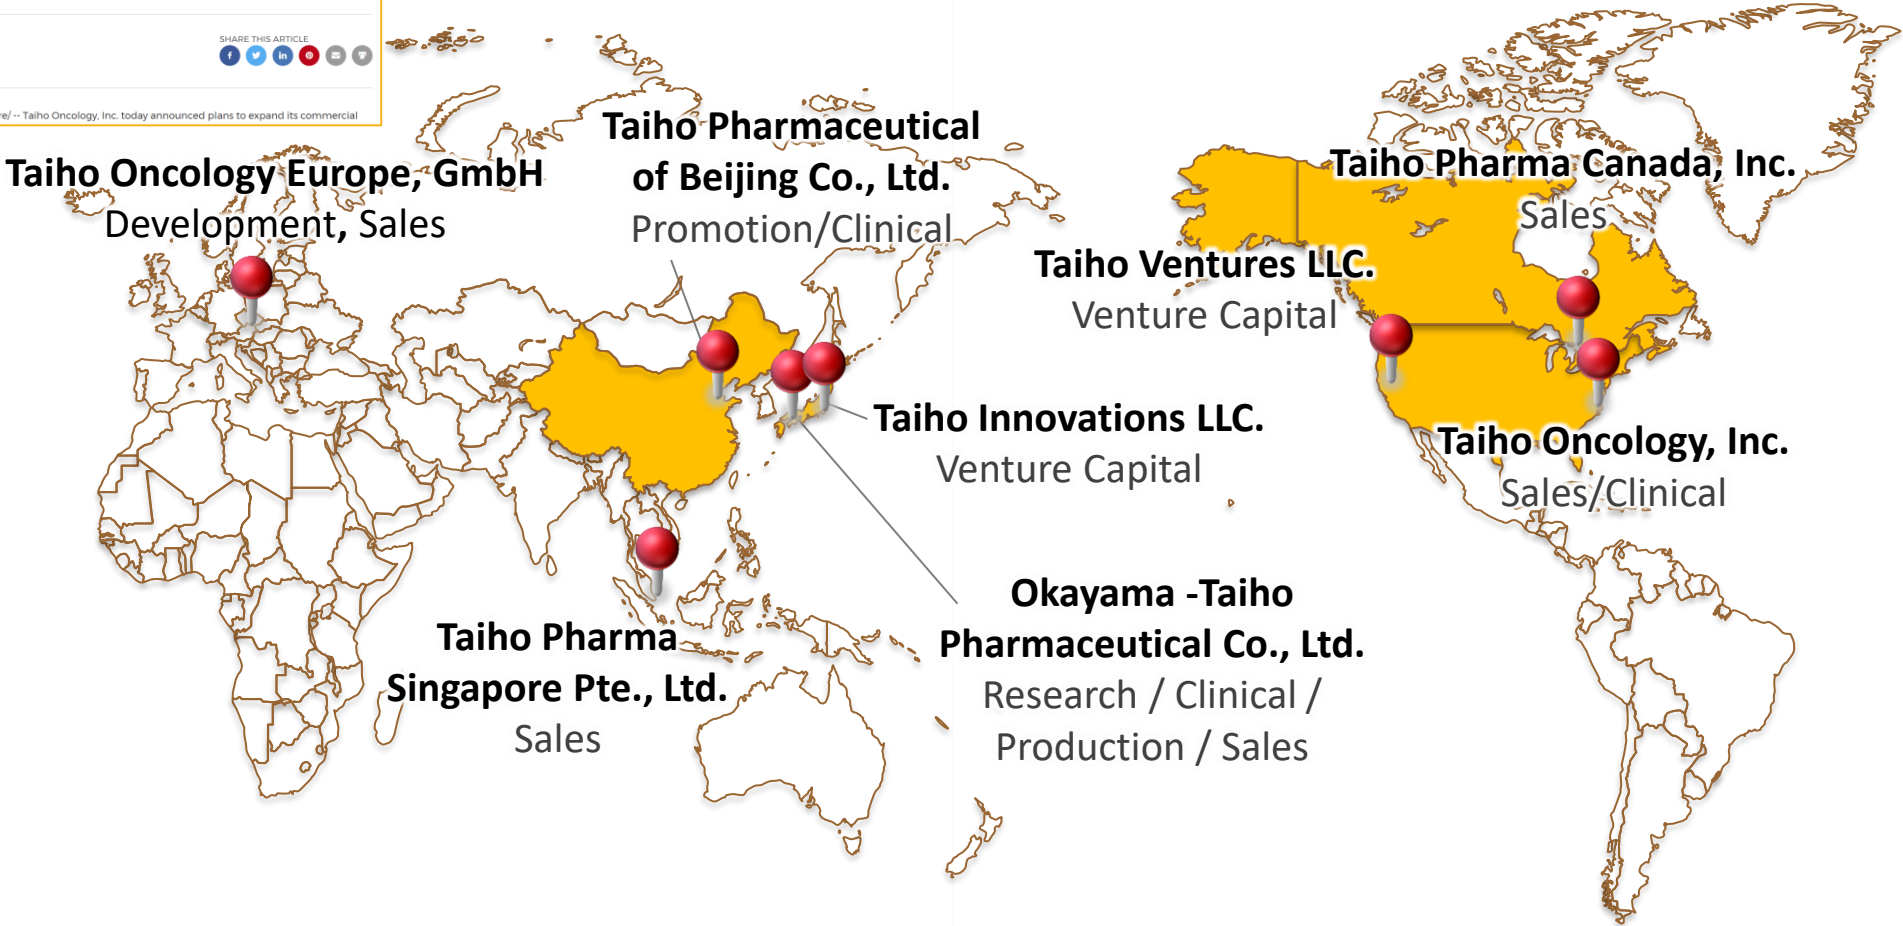 SHARE THIS ARTICLE
-- Taiho Oncology, Inc. today announced plans to expand its commercial
Taiho Oncology Europe, GmbH
Development, Sales
Taiho Pharmaceutical
of Beijing Co., Ltd.
Promotion/Clinical
Taiho Pharma Canada, Inc.
Sales
Taiho Ventures LLC.
Venture Capital
Taiho Innovations LLC.
Venture Capital
Taiho Oncology, Inc.
Sales/Clinical
Okayama -Taiho
Pharmaceutical Co., Ltd.
Research / Clinical /
Production / Sales
Taiho Pharma
Singapore Pte., Ltd.
Sales